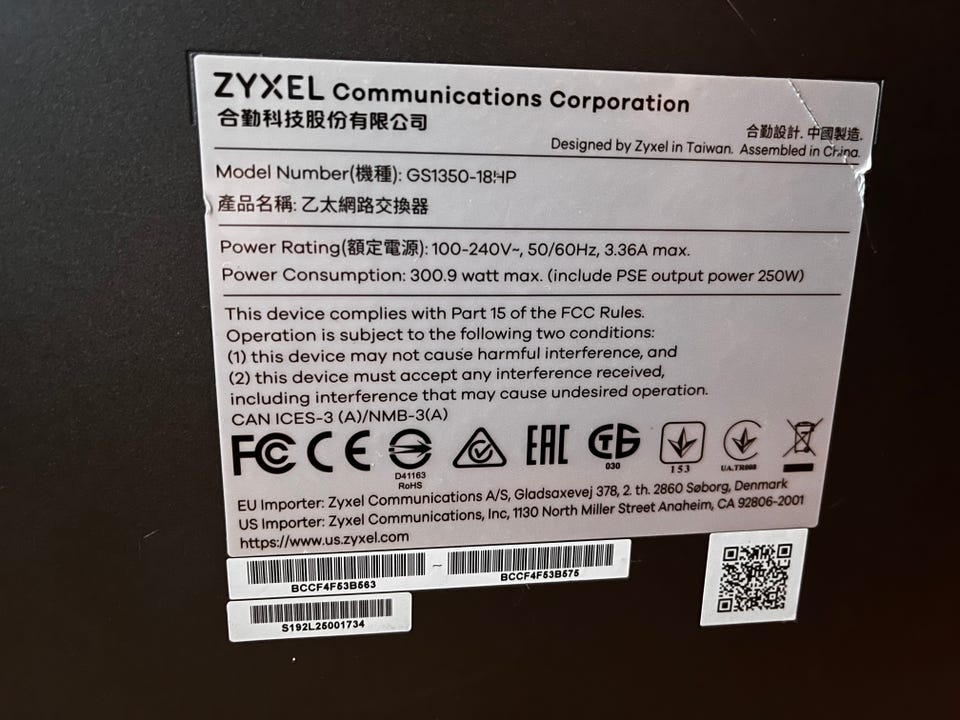 ZYXEL Communications Corporation
合勤科技股份有限公司
合勤設計. 中國製造.
Designed by Zyxel in Taiwan. Assembled in China.
Model Number(機種): GS1350-18HP
產品名稱: 乙太網路交換器
Power Rating(額定電源): 100-240V~, 50/60Hz, 3.36A max.
Power Consumption: 300.9 watt max. (include PSE output power 250W)
This device complies with Part 15 of the FCC Rules.
Operation is subject to the following two conditions:
(1) this device may not cause harmful interference, and
(2) this device must accept any interference received,
including interference that may cause undesired operation.
CAN ICES-3 (A)/NMB-3(A)
FC CE EAC
D41163
RoHS
030
153
UA.TR008
EU Importer: Zyxel Communications A/S, Gladsaxevej 378, 2. th. 2860 Søborg, Denmark
US Importer: Zyxel Communications, Inc, 1130 North Miller Street Anaheim, CA 92806-2001
https://www.us.zyxel.com
BCCF4F53B563 ~ BCCF4F53B575
S192L25001734